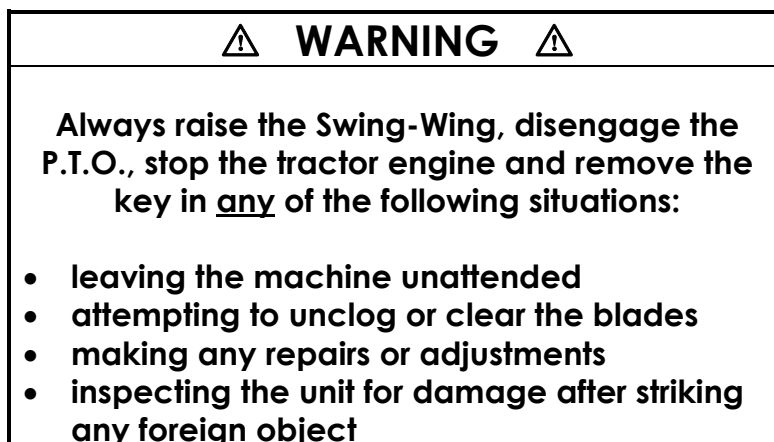 ⚠ WARNING ⚠
Always raise the Swing-Wing, disengage the
P.T.O., stop the tractor engine and remove the
key in any of the following situations:
• leaving the machine unattended
• attempting to unclog or clear the blades
• making any repairs or adjustments
• inspecting the unit for damage after striking
any foreign object